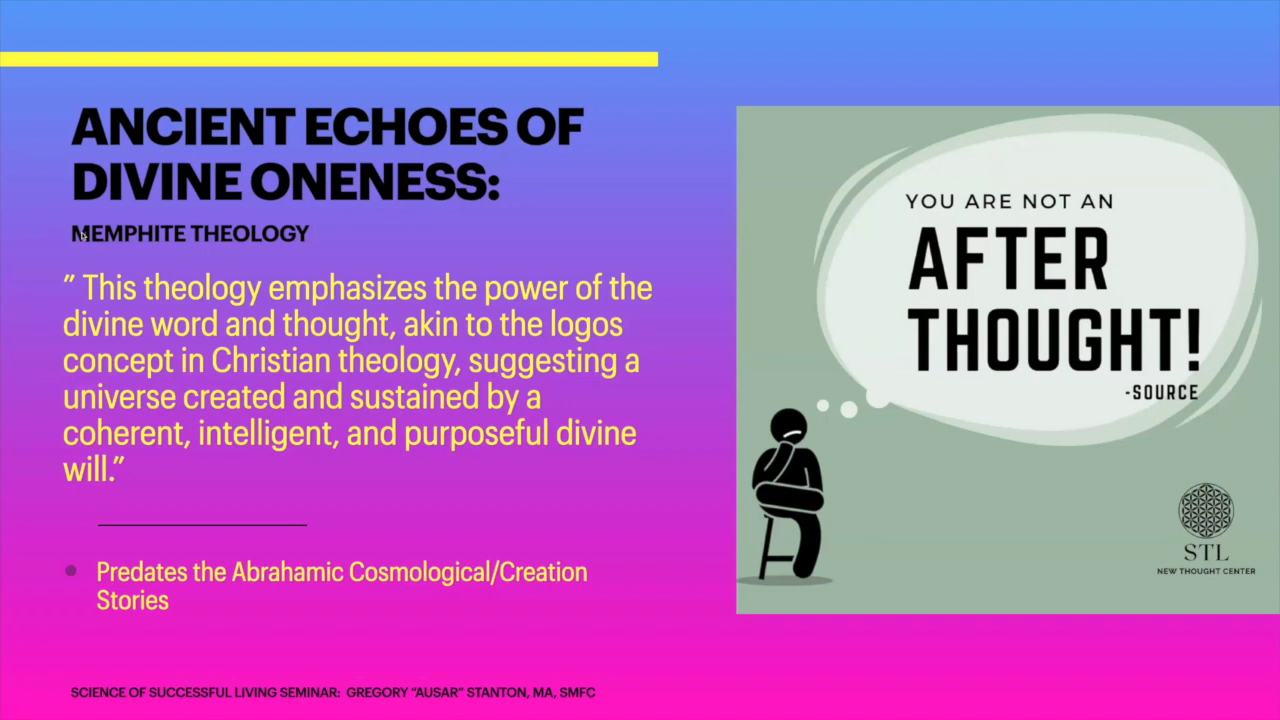 ANCIENT ECHOES OF
DIVINE ONENESS:
MEMPHITE THEOLOGY
” This theology emphasizes the power of the
divine word and thought, akin to the logos
concept in Christian theology, suggesting a
universe created and sustained by a
coherent, intelligent, and purposeful divine
will.”
Predates the Abrahamic Cosmological/Creation
Stories
SCIENCE OF SUCCESSFUL LIVING SEMINAR: GREGORY “AUSAR” STANTON, MA, SMFC
YOU ARE NOT AN
AFTER
THOUGHT!
-SOURCE
STL
NEW THOUGHT CENTER